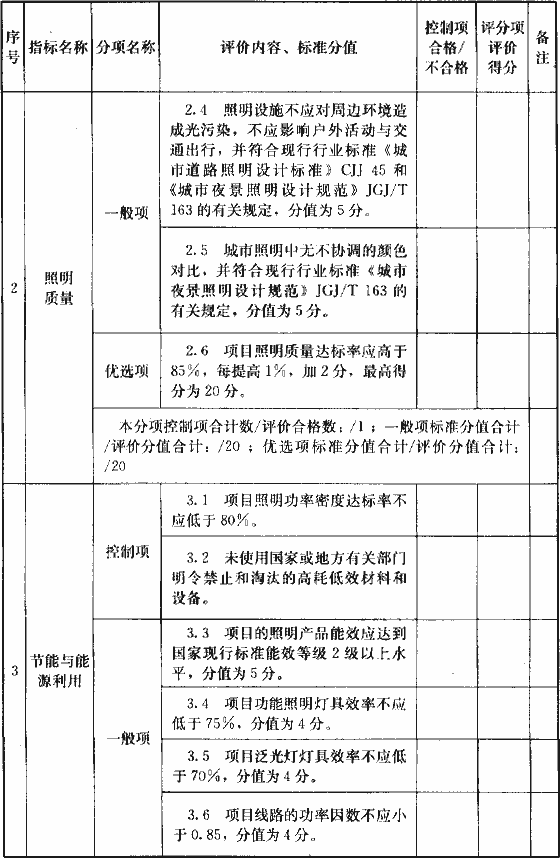 序号 指标名称 分项名称 评价内容、标准分值 控制项合格/不合格 评分项评价得分 备注
2 照明质量
一般项
2.4 照明设施不应对周边环境造
成光污染，不应影响户外活动与交
通出行，并符合现行行业标准《城
市道路照明设计标准》CJJ 45 和
《城市夜景照明设计规范》JGJ/T
163 的有关规定，分值为 5 分。
2.5 城市照明中无不协调的颜色
对比，并符合现行行业标准《城市
夜景照明设计规范》JGJ/T 163 的
有关规定，分值为 5 分。
优选项
2.6 项目照明质量达标率应高于
85%，每提高 1%，加 2 分，最高得
分为 20 分。
本分项控制项合计数/评价合格数：/1 ；一般项标准分值合计
/评价分值合计：/20 ；优选项标准分值合计/评价分值合计：
/20
3 节能与能源利用
控制项
3.1 项目照明功率密度达标率不
应低于 80%。
3.2 未使用国家或地方有关部门
明令禁止和淘汰的高耗低效材料和
设备。
一般项
3.3 项目的照明产品能效应达到
国家现行标准能效等级 2 级以上水
平，分值为 5 分。
3.4 项目功能照明灯具效率不应
低于 75%，分值为 4 分。
3.5 项目泛光灯灯具效率不应低
于 70%，分值为 4 分。
3.6 项目线路的功率因数不应小
于 0.85，分值为 4 分。